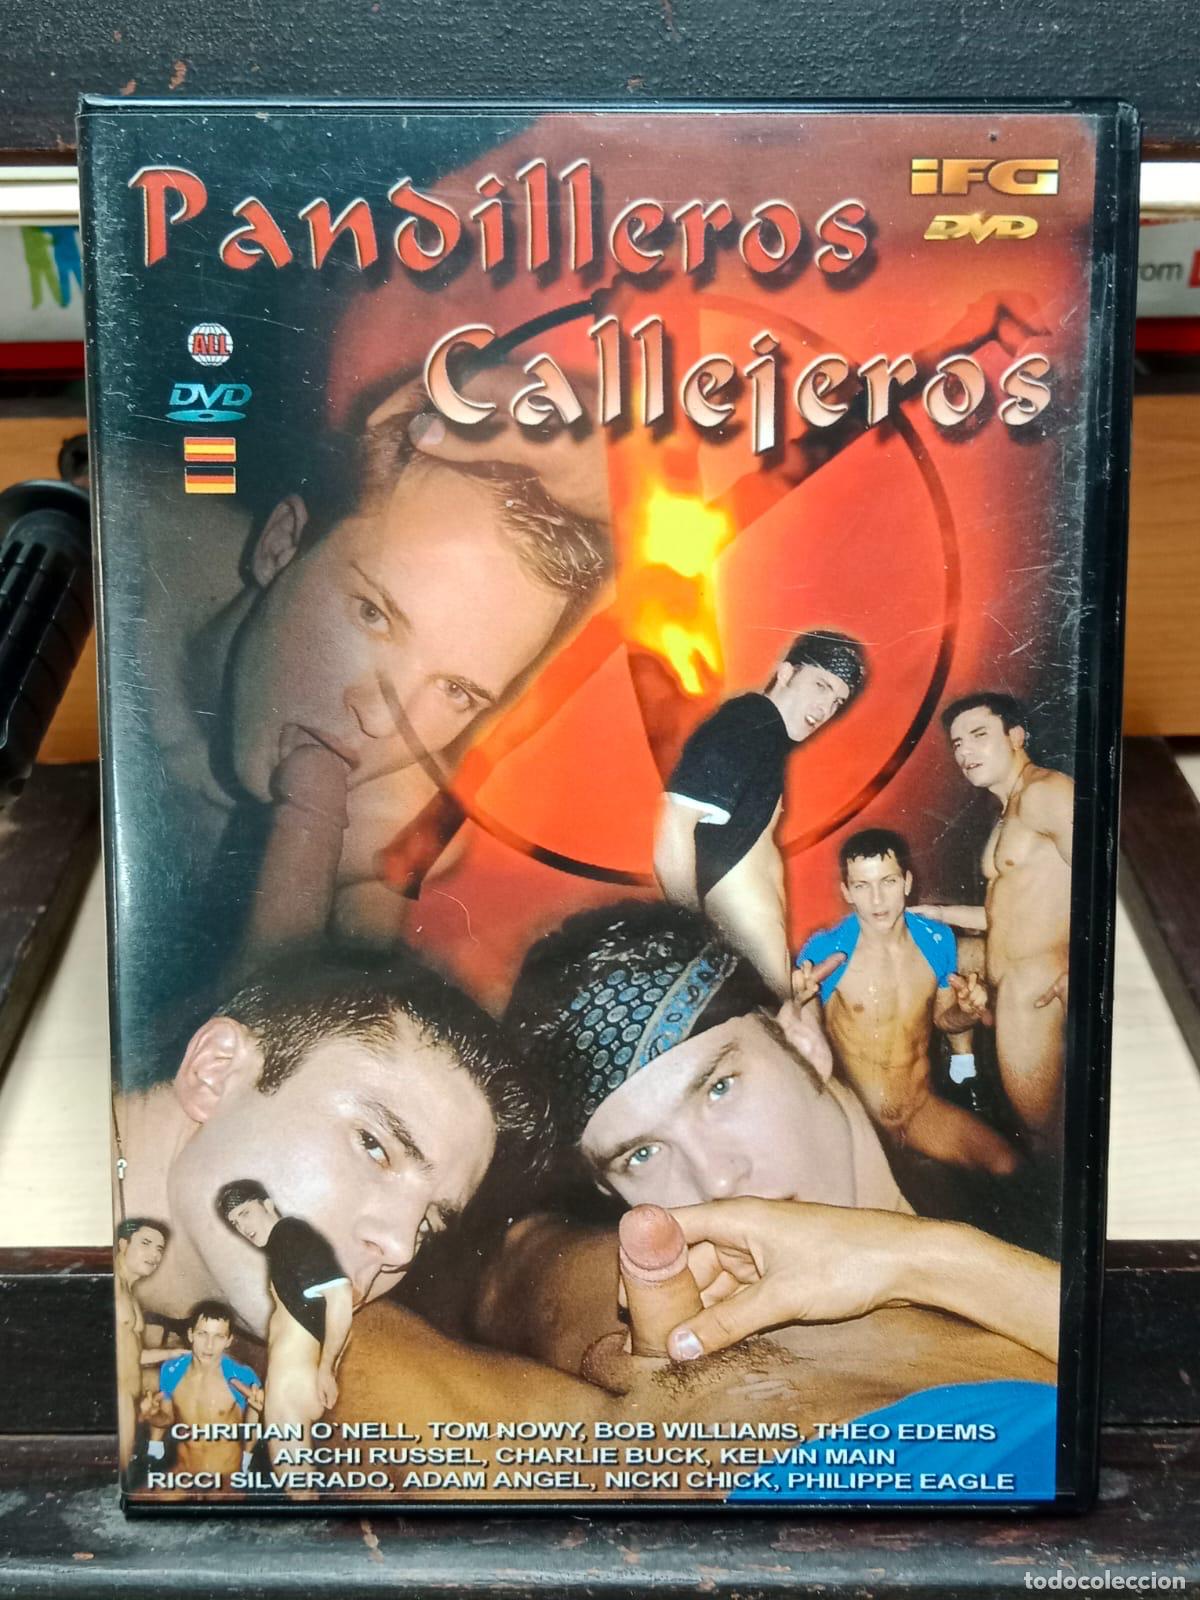 Pandilleros
iFG
DVD
Callejeros
ALL
DVD
rom
CHRITIAN O`NELL, TOM NOWY, BOB WILLIAMS, THEO EDEMS
ARCHI RUSSEL, CHARLIE BUCK, KELVIN MAIN
RICCI SILVERADO, ADAM ANGEL, NICKI CHICK, PHILIPPE EAGLE
todocoleccion